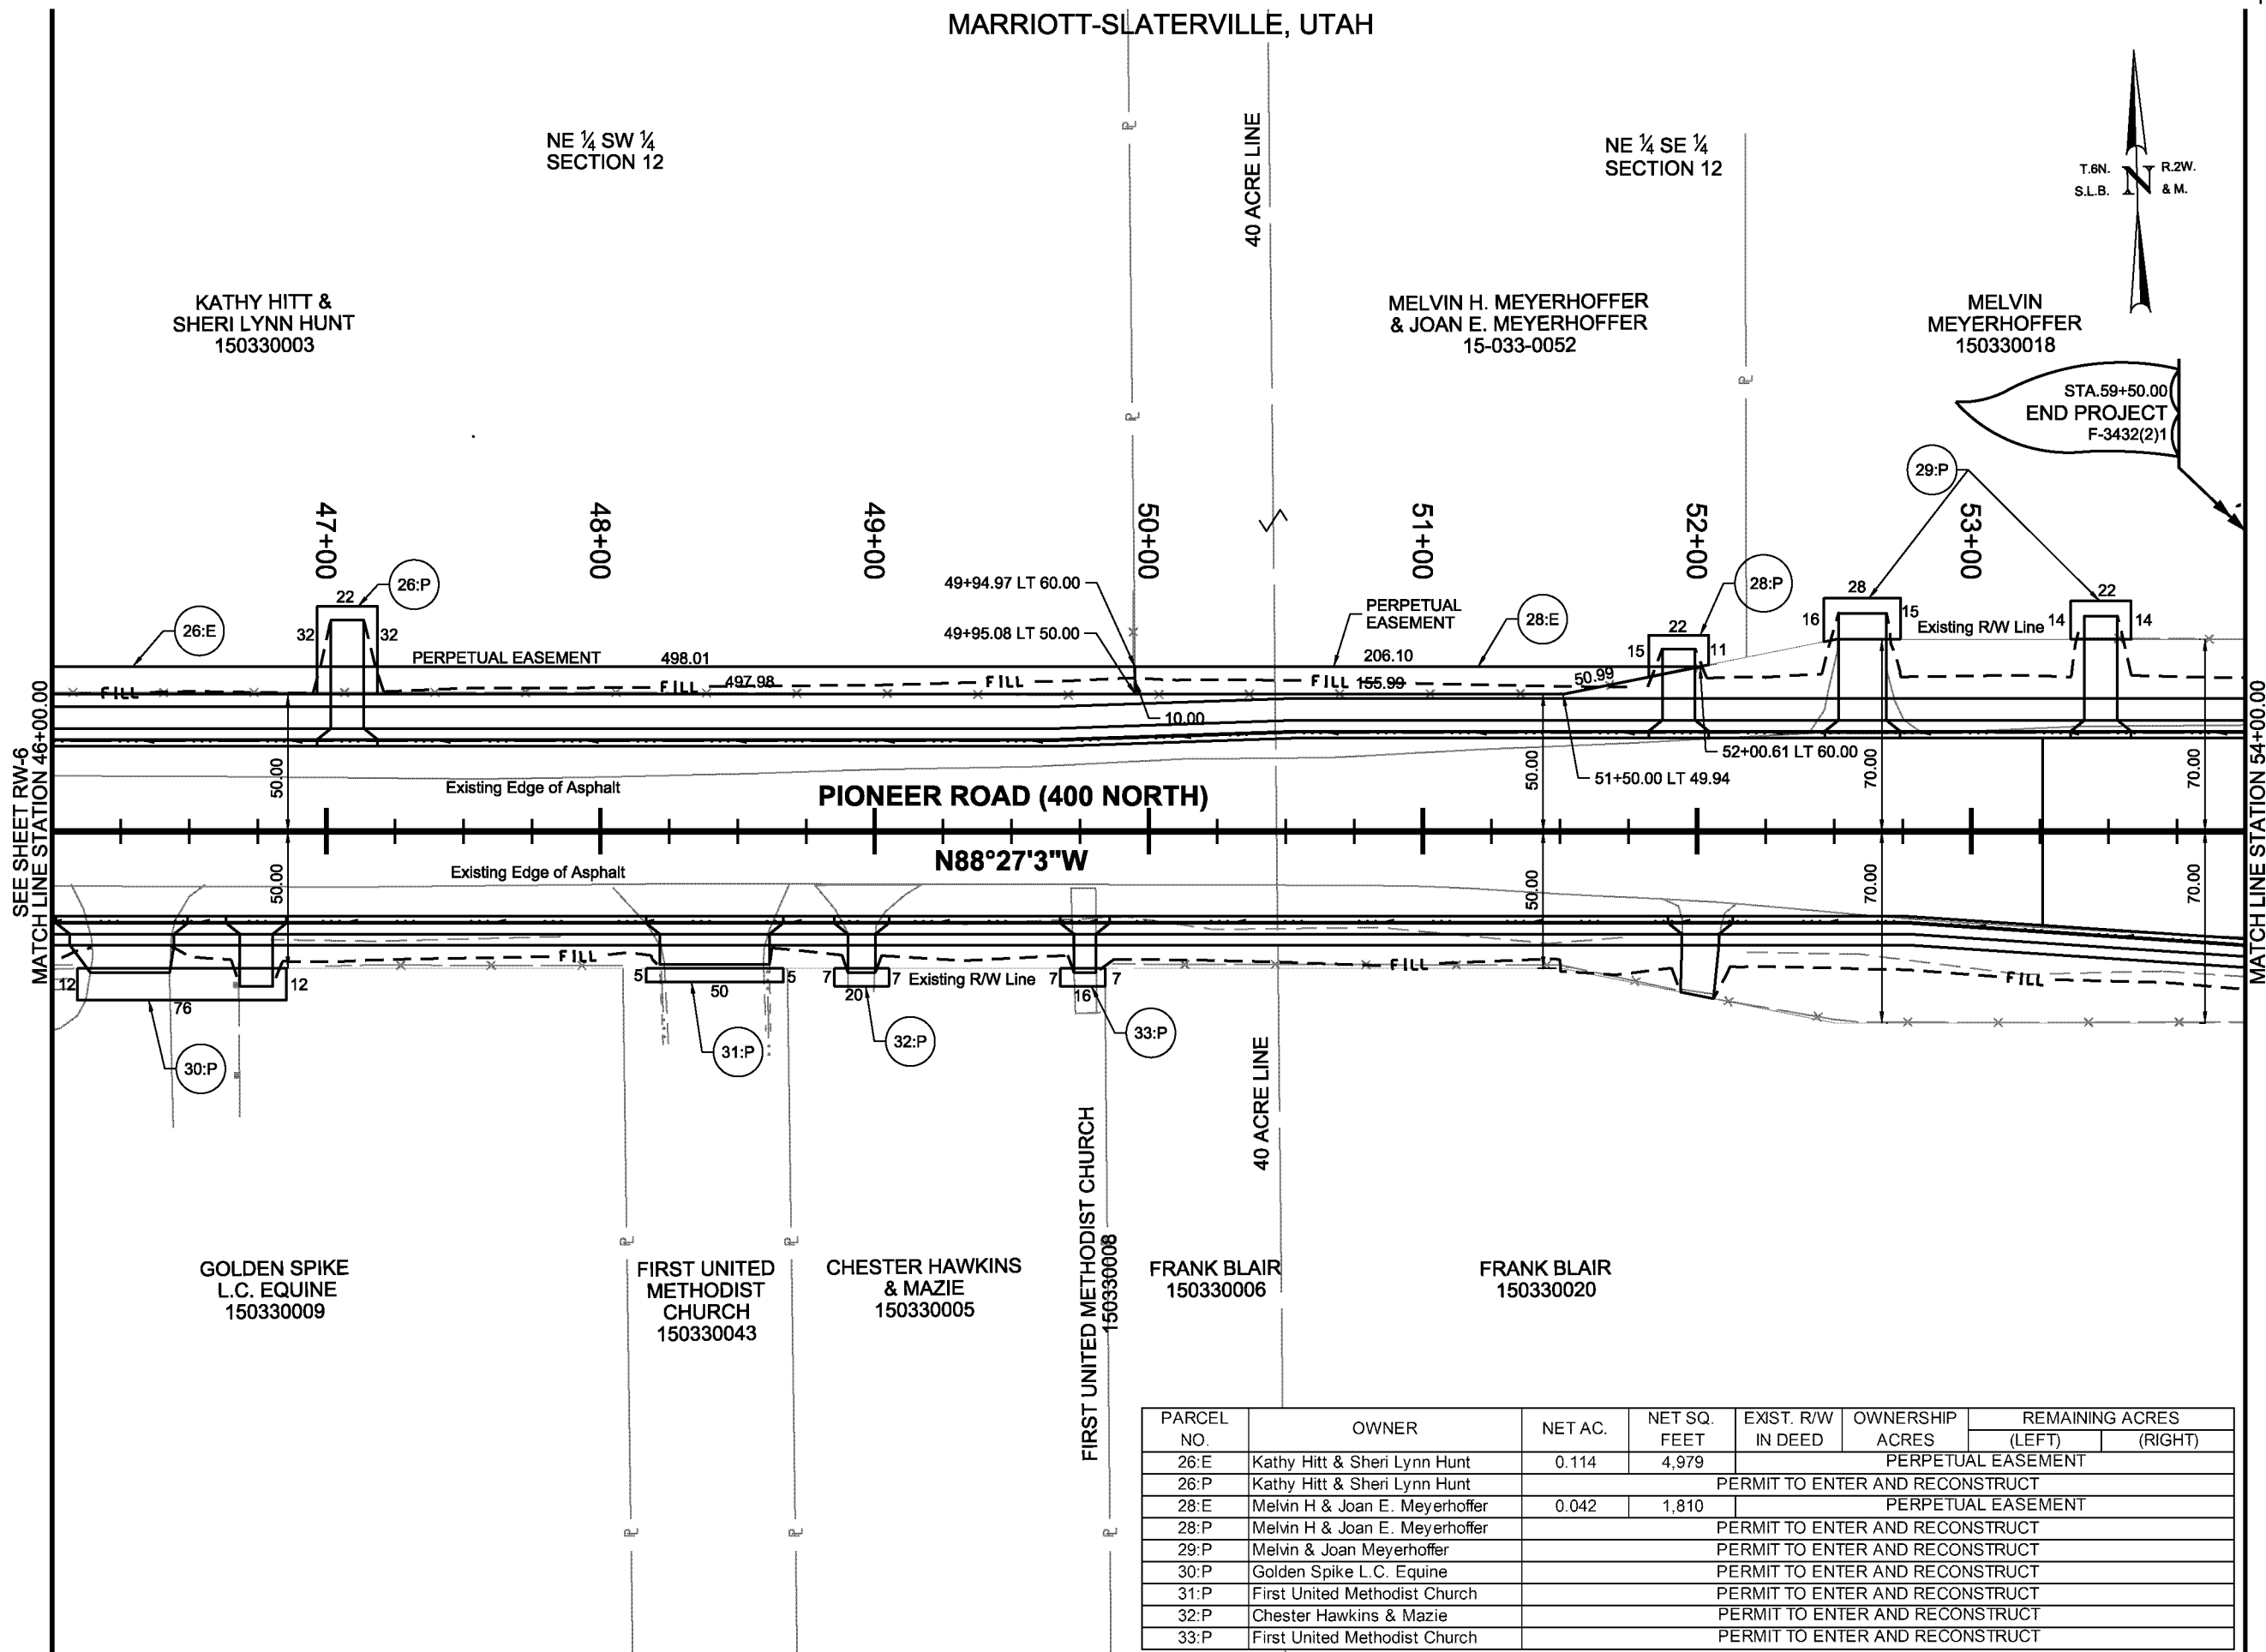 MARRIOTT-SLATERVILLE, UTAH
NE ¼ SW ¼
SECTION 12
40 ACRE LINE
NE ¼ SE ¼
SECTION 12
T.6N. N R.2W.
S.L.B. & M.
KATHY HITT &
SHERI LYNN HUNT
150330003
MELVIN H. MEYERHOFFER
& JOAN E. MEYERHOFFER
15-033-0052
MELVIN
MEYERHOFFER
150330018
STA.59+50.00
END PROJECT
F-3432(2)1
47+00
48+00
49+00
50+00
51+00
52+00
53+00
26:E
26:P
22
32
32
49+94.97 LT 60.00
49+95.08 LT 50.00
PERPETUAL
EASEMENT
28:E
28:P
29:P
22
15
11
28
16
15
Existing R/W Line
22
14
14
PERPETUAL EASEMENT
498.01
206.10
FILL
497.98
FILL
FILL
FILL
155.99
50.99
10.00
52+00.61 LT 60.00
51+50.00 LT 49.94
50.00
50.00
70.00
70.00
Existing Edge of Asphalt
PIONEER ROAD (400 NORTH)
SEE SHEET RW-6
MATCH LINE STATION 46+00.00
MATCH LINE STATION 54+00.00
N88°27'3"W
Existing Edge of Asphalt
50.00
50.00
70.00
70.00
FILL
FILL
FILL
12
12
76
30:P
5
5
50
31:P
7
7
20
32:P
Existing R/W Line
7
7
16
33:P
40 ACRE LINE
GOLDEN SPIKE
L.C. EQUINE
150330009
FIRST UNITED
METHODIST
CHURCH
150330043
CHESTER HAWKINS
& MAZIE
150330005
FIRST UNITED METHODIST CHURCH
150330008
FRANK BLAIR
150330006
FRANK BLAIR
150330020
PARCEL NO. OWNER NET AC. NET SQ. FEET EXIST. R/W IN DEED OWNERSHIP ACRES REMAINING ACRES (LEFT) (RIGHT)
26:E Kathy Hitt & Sheri Lynn Hunt 0.114 4,979 PERPETUAL EASEMENT
26:P Kathy Hitt & Sheri Lynn Hunt PERMIT TO ENTER AND RECONSTRUCT
28:E Melvin H & Joan E. Meyerhoffer 0.042 1,810 PERPETUAL EASEMENT
28:P Melvin H & Joan E. Meyerhoffer PERMIT TO ENTER AND RECONSTRUCT
29:P Melvin & Joan Meyerhoffer PERMIT TO ENTER AND RECONSTRUCT
30:P Golden Spike L.C. Equine PERMIT TO ENTER AND RECONSTRUCT
31:P First United Methodist Church PERMIT TO ENTER AND RECONSTRUCT
32:P Chester Hawkins & Mazie PERMIT TO ENTER AND RECONSTRUCT
33:P First United Methodist Church PERMIT TO ENTER AND RECONSTRUCT